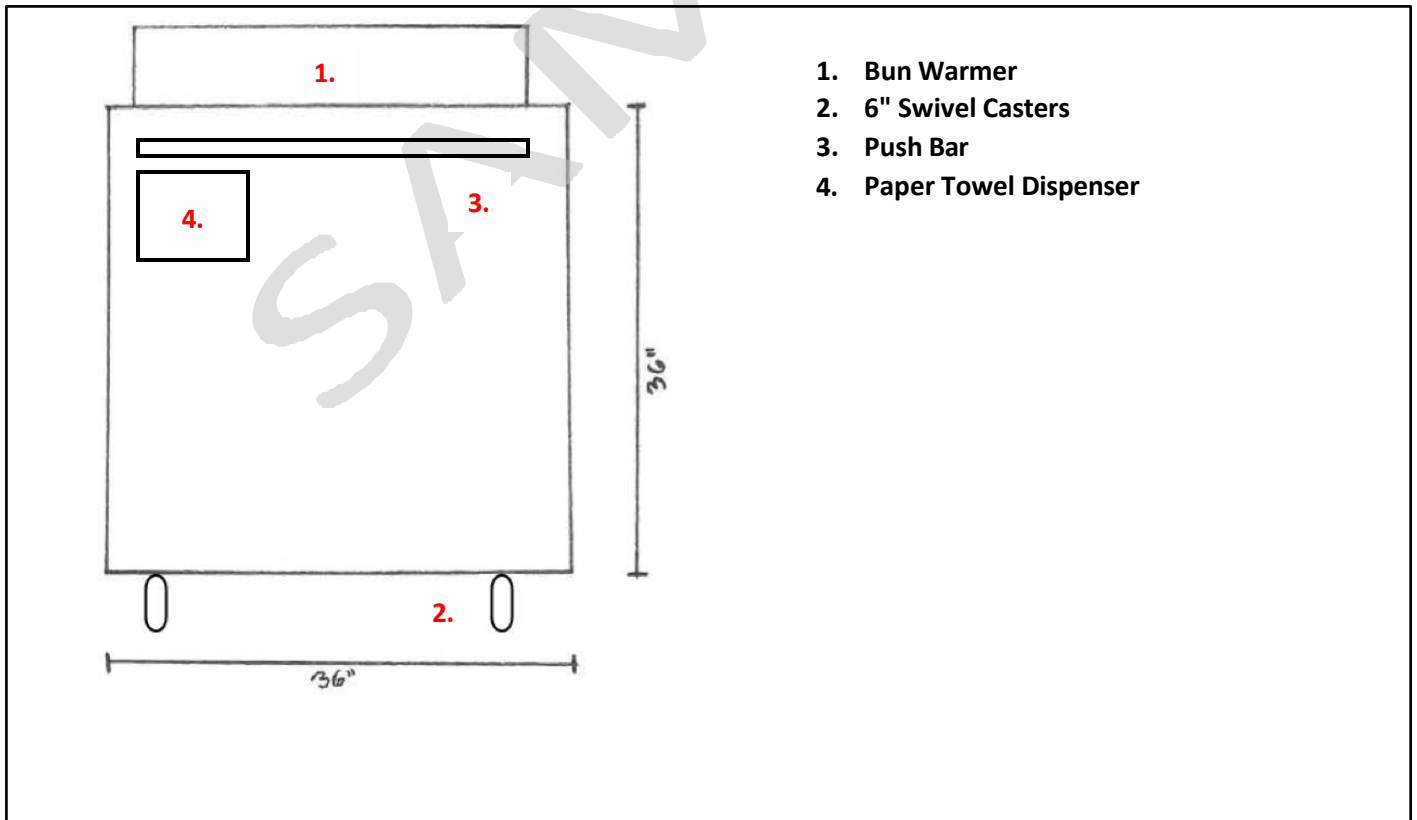 1.
3.
4.
36"
2.
36"
1. Bun Warmer
2. 6" Swivel Casters
3. Push Bar
4. Paper Towel Dispenser